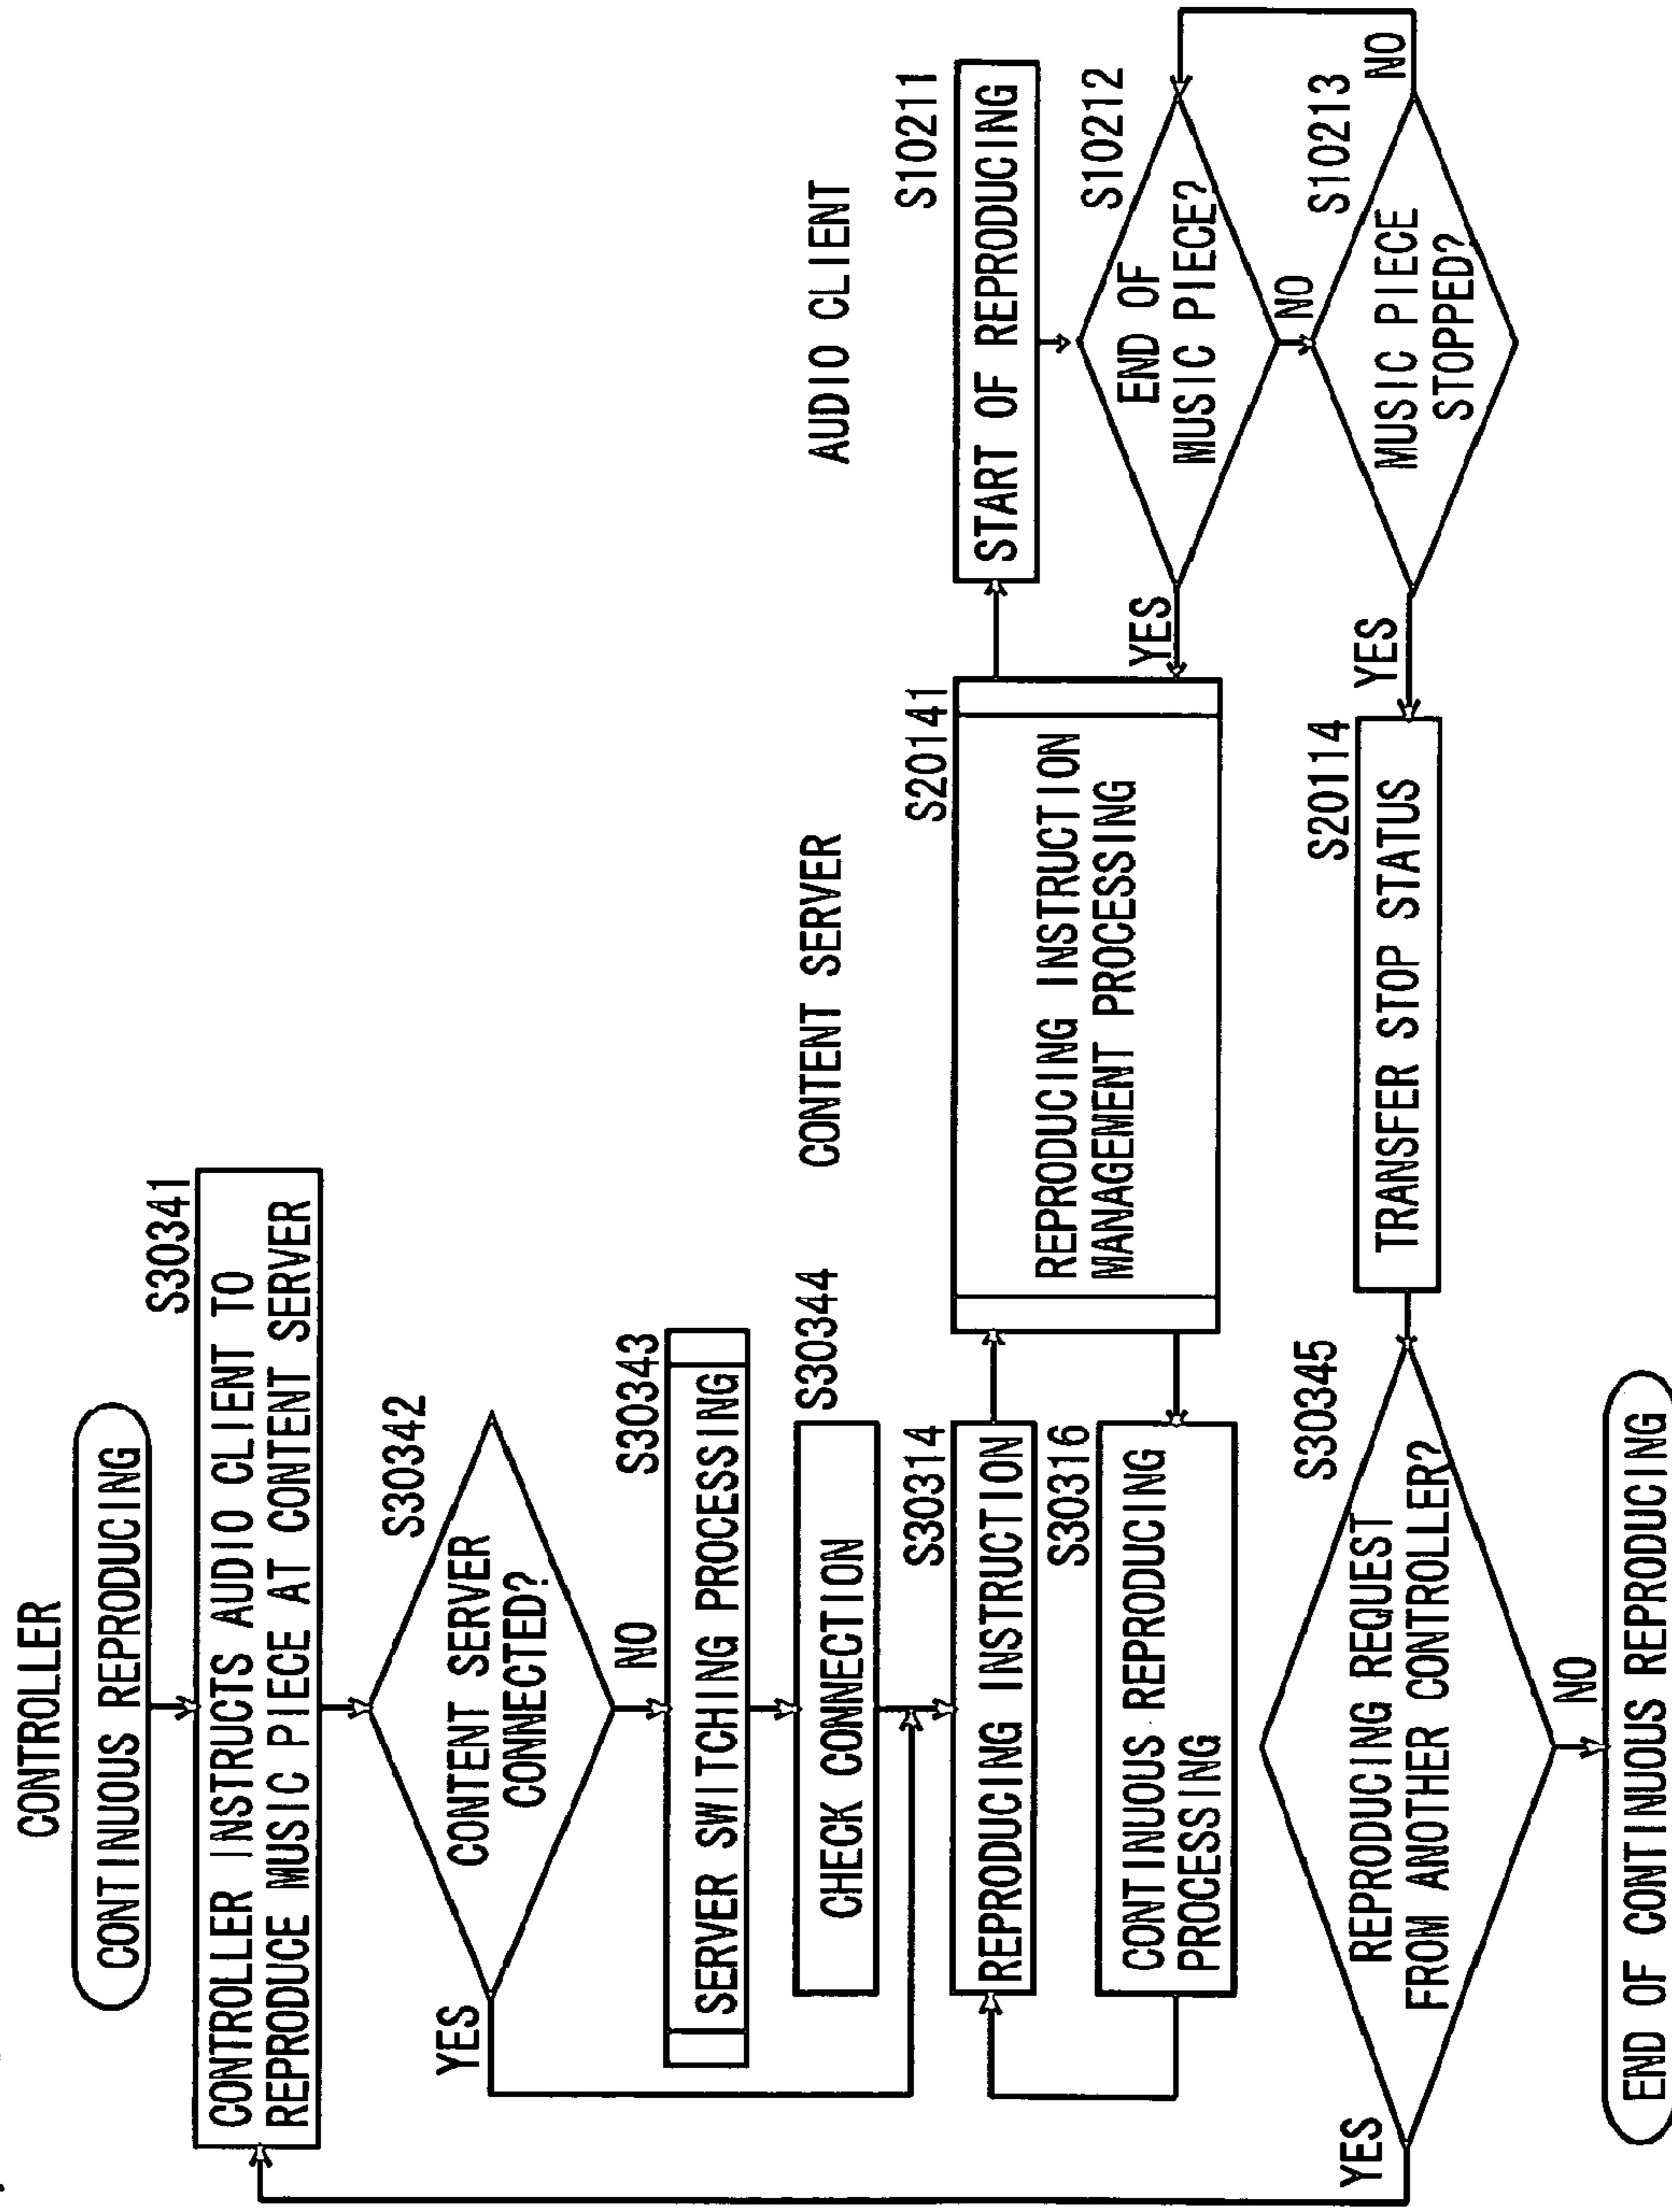 CONTROLLER
CONTINUOUS REPRODUCING
S30341
CONTROLLER INSTRUCTS AUDIO CLIENT TO
REPRODUCE MUSIC PIECE AT CONTENT SERVER
S30342
CONTENT SERVER
CONNECTED?
YES
NO
S30343
SERVER SWITCHING PROCESSING
S30344
CHECK CONNECTION
S30314
REPRODUCING INSTRUCTION
S30316
CONTINUOUS REPRODUCING
PROCESSING
S30345
REPRODUCING REQUEST
FROM ANOTHER CONTROLLER?
YES
NO
END OF CONTINUOUS REPRODUCING
CONTENT SERVER
S20141
REPRODUCING INSTRUCTION
MANAGEMENT PROCESSING
S20114
TRANSFER STOP STATUS
AUDIO CLIENT
S10211
START OF REPRODUCING
S10212
END OF
MUSIC PIECE?
YES
NO
S10213
MUSIC PIECE
STOPPED?
YES
NO